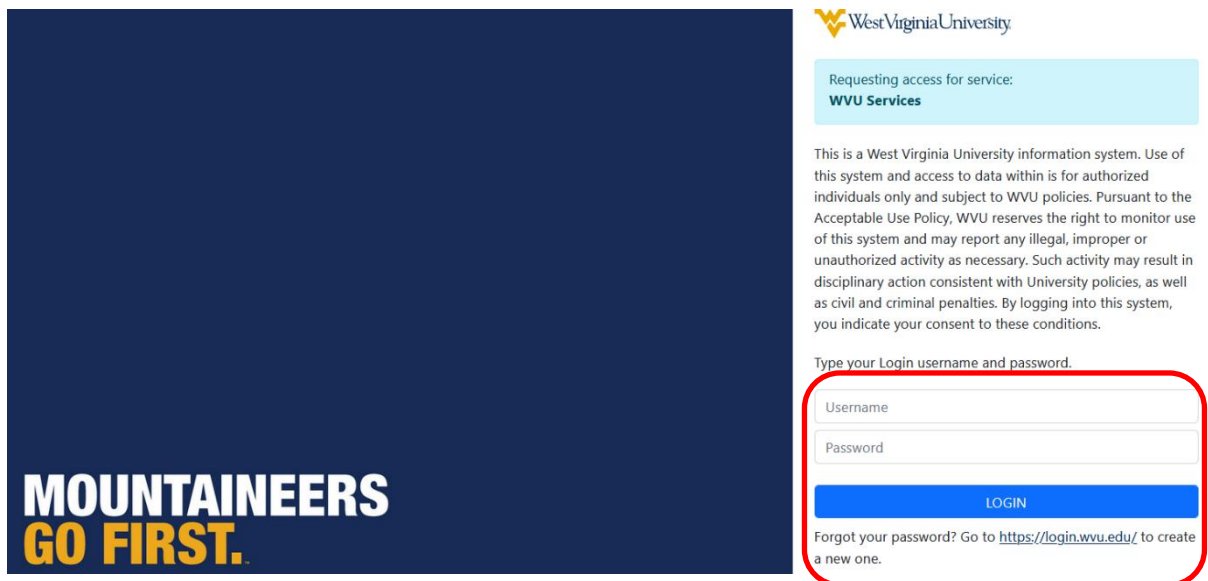 WestVirginiaUniversity.
Requesting access for service:
WVU Services
This is a West Virginia University information system. Use of
this system and access to data within is for authorized
individuals only and subject to WVU policies. Pursuant to the
Acceptable Use Policy, WVU reserves the right to monitor use
of this system and may report any illegal, improper or
unauthorized activity as necessary. Such activity may result in
disciplinary action consistent with University policies, as well
as civil and criminal penalties. By logging into this system,
you indicate your consent to these conditions.
Type your Login username and password.
Username
Password
LOGIN
Forgot your password? Go to https://login.wvu.edu/ to create
a new one.
MOUNTAINEERS
GO FIRST.